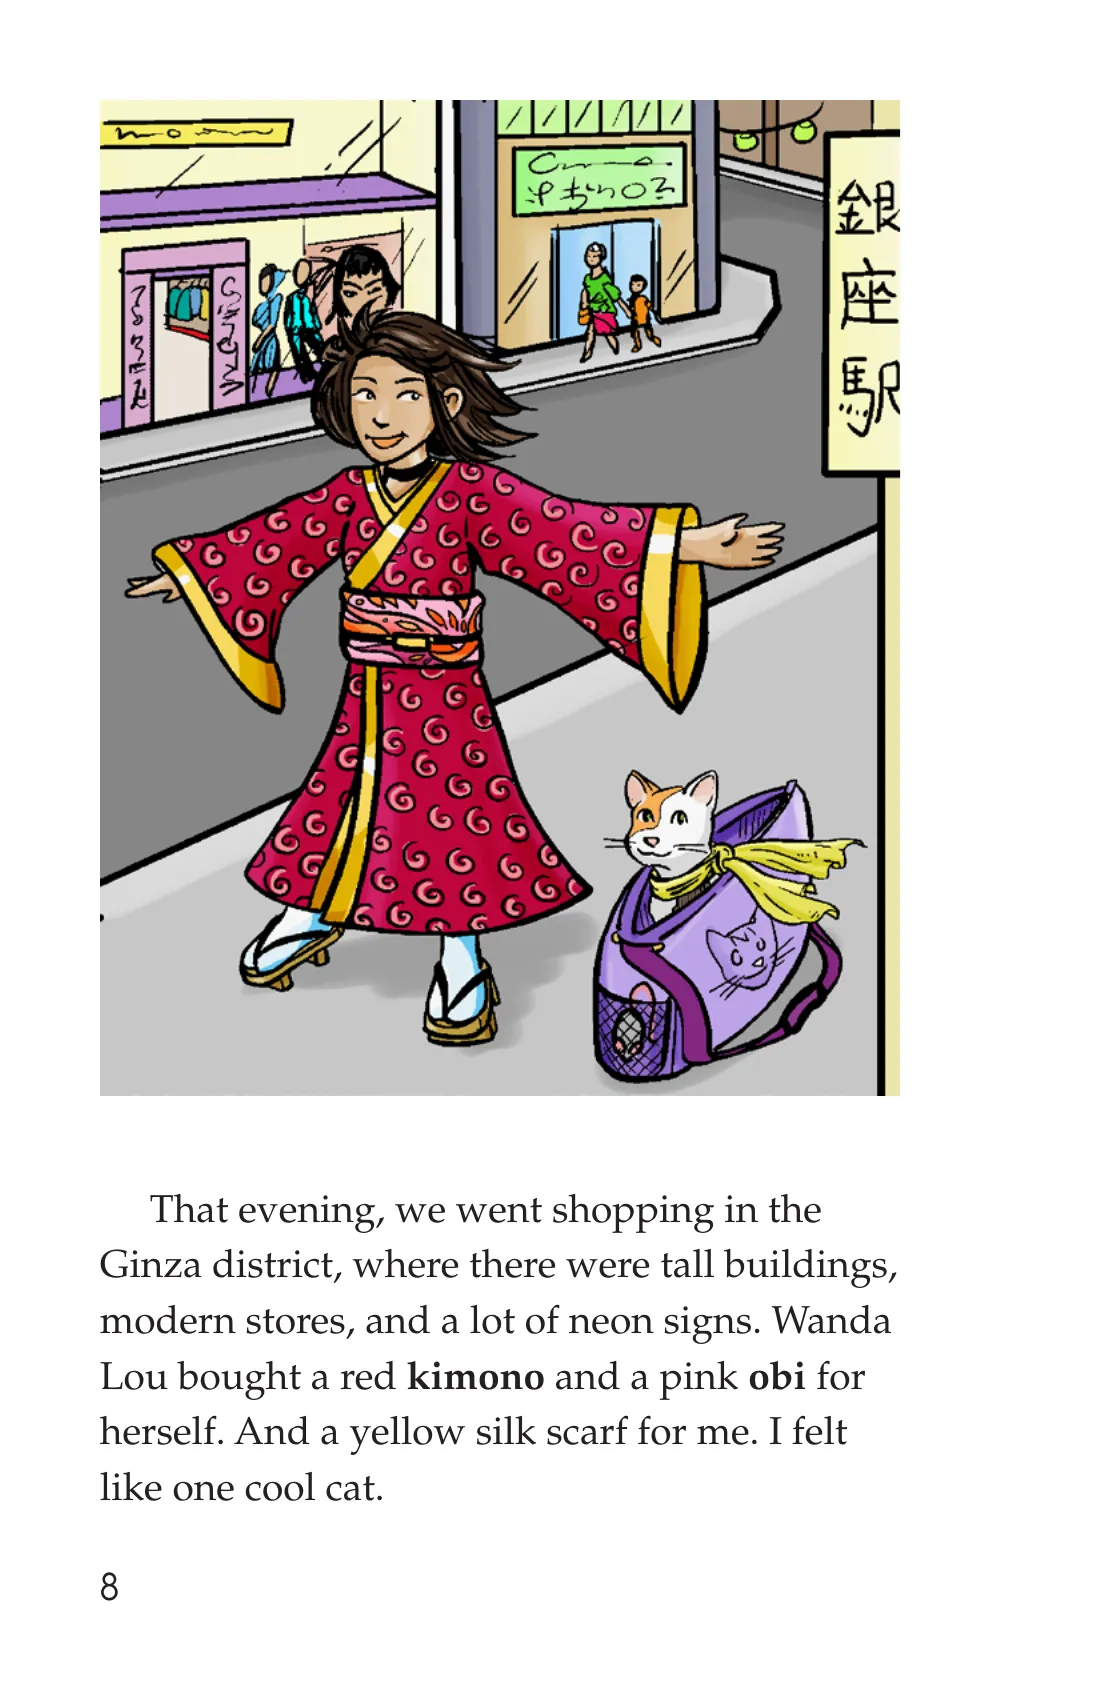 銀
座
駅
That evening, we went shopping in the
Ginza district, where there were tall buildings,
modern stores, and a lot of neon signs. Wanda
Lou bought a red kimono and a pink obi for
herself. And a yellow silk scarf for me. I felt
like one cool cat.
8